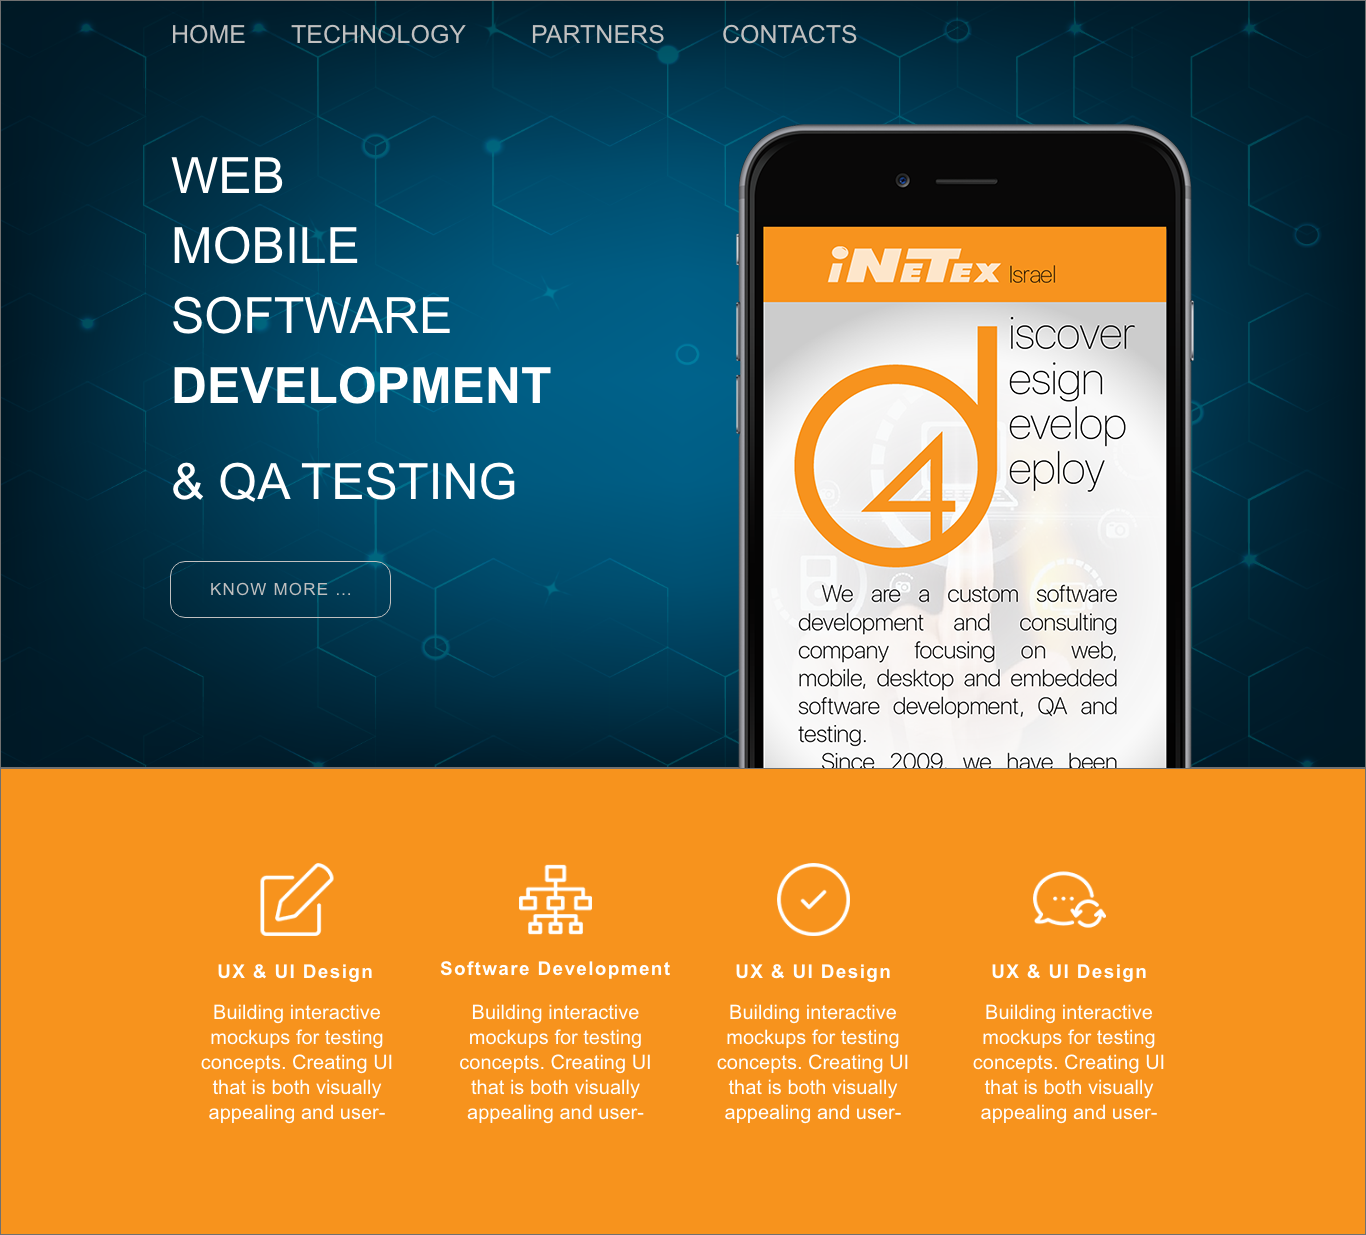 HOME TECHNOLOGY PARTNERS CONTACTS
WEB
MOBILE
SOFTWARE
DEVELOPMENT
& QA TESTING
KNOW MORE ...
iNeTex Israel
d4
iscover
esign
evelop
eploy
We are a custom software
development and consulting
company focusing on web,
mobile, desktop and embedded
software development, QA and
testing.
Since 2009, we have been
UX & UI Design
Building interactive
mockups for testing
concepts. Creating UI
that is both visually
appealing and user-
Software Development
Building interactive
mockups for testing
concepts. Creating UI
that is both visually
appealing and user-
UX & UI Design
Building interactive
mockups for testing
concepts. Creating UI
that is both visually
appealing and user-
UX & UI Design
Building interactive
mockups for testing
concepts. Creating UI
that is both visually
appealing and user-